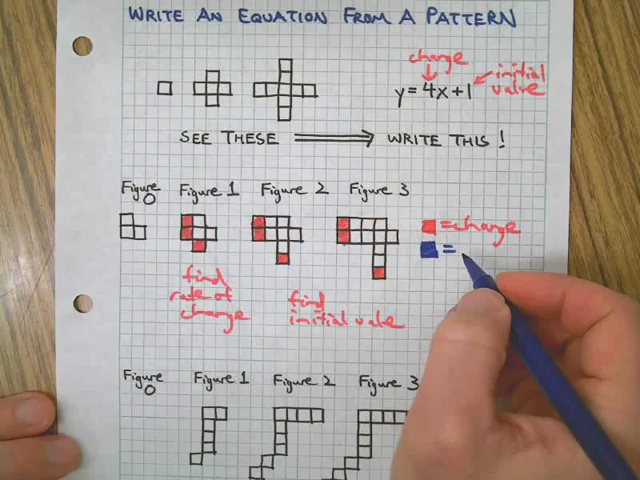 WRITE AN EQUATION FROM A PATTERN
change
initial
value
y = 4x + 1
SEE THESE WRITE THIS!
Figure 0 Figure 1 Figure 2 Figure 3
= change
=
find
rate of
change
find
initial vale
Figure 0 Figure 1 Figure 2 Figure 3